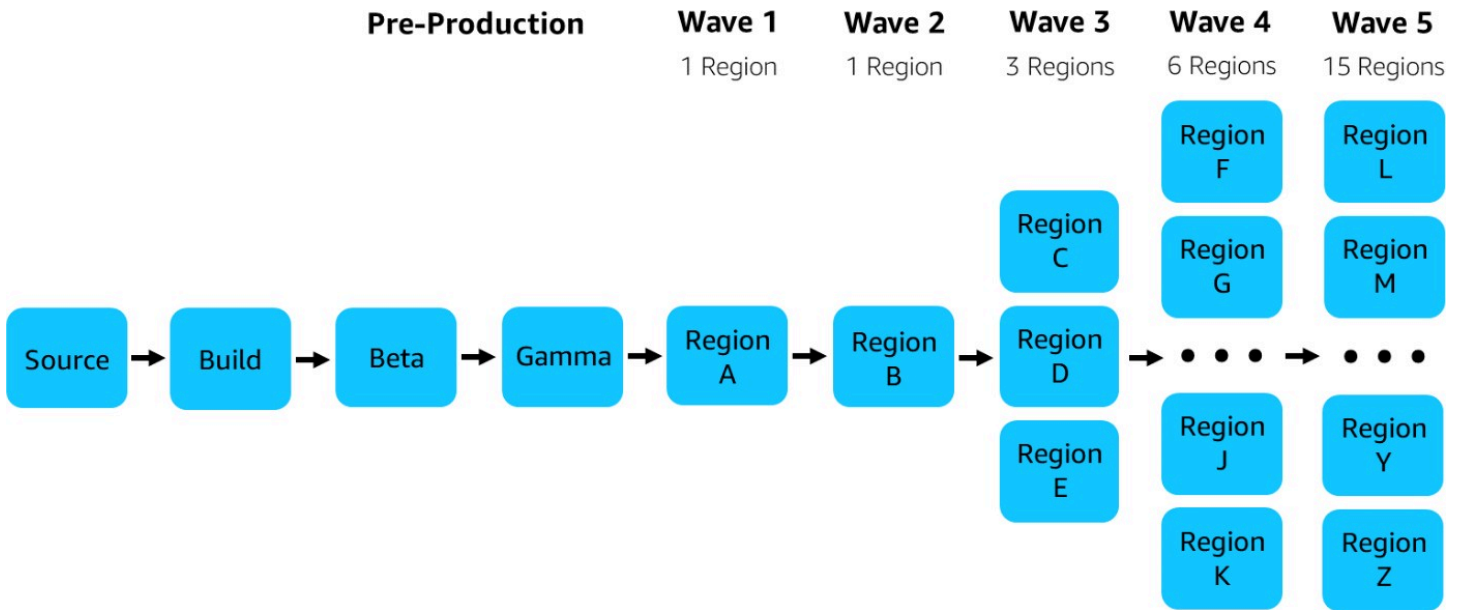 Pre-Production
Wave 1
1 Region
Wave 2
1 Region
Wave 3
3 Regions
Wave 4
6 Regions
Wave 5
15 Regions
Source
Build
Beta
Gamma
Region
A
Region
B
Region
C
Region
D
Region
E
Region
F
Region
G
• • •
Region
J
Region
K
Region
L
Region
M
• • •
Region
Y
Region
Z